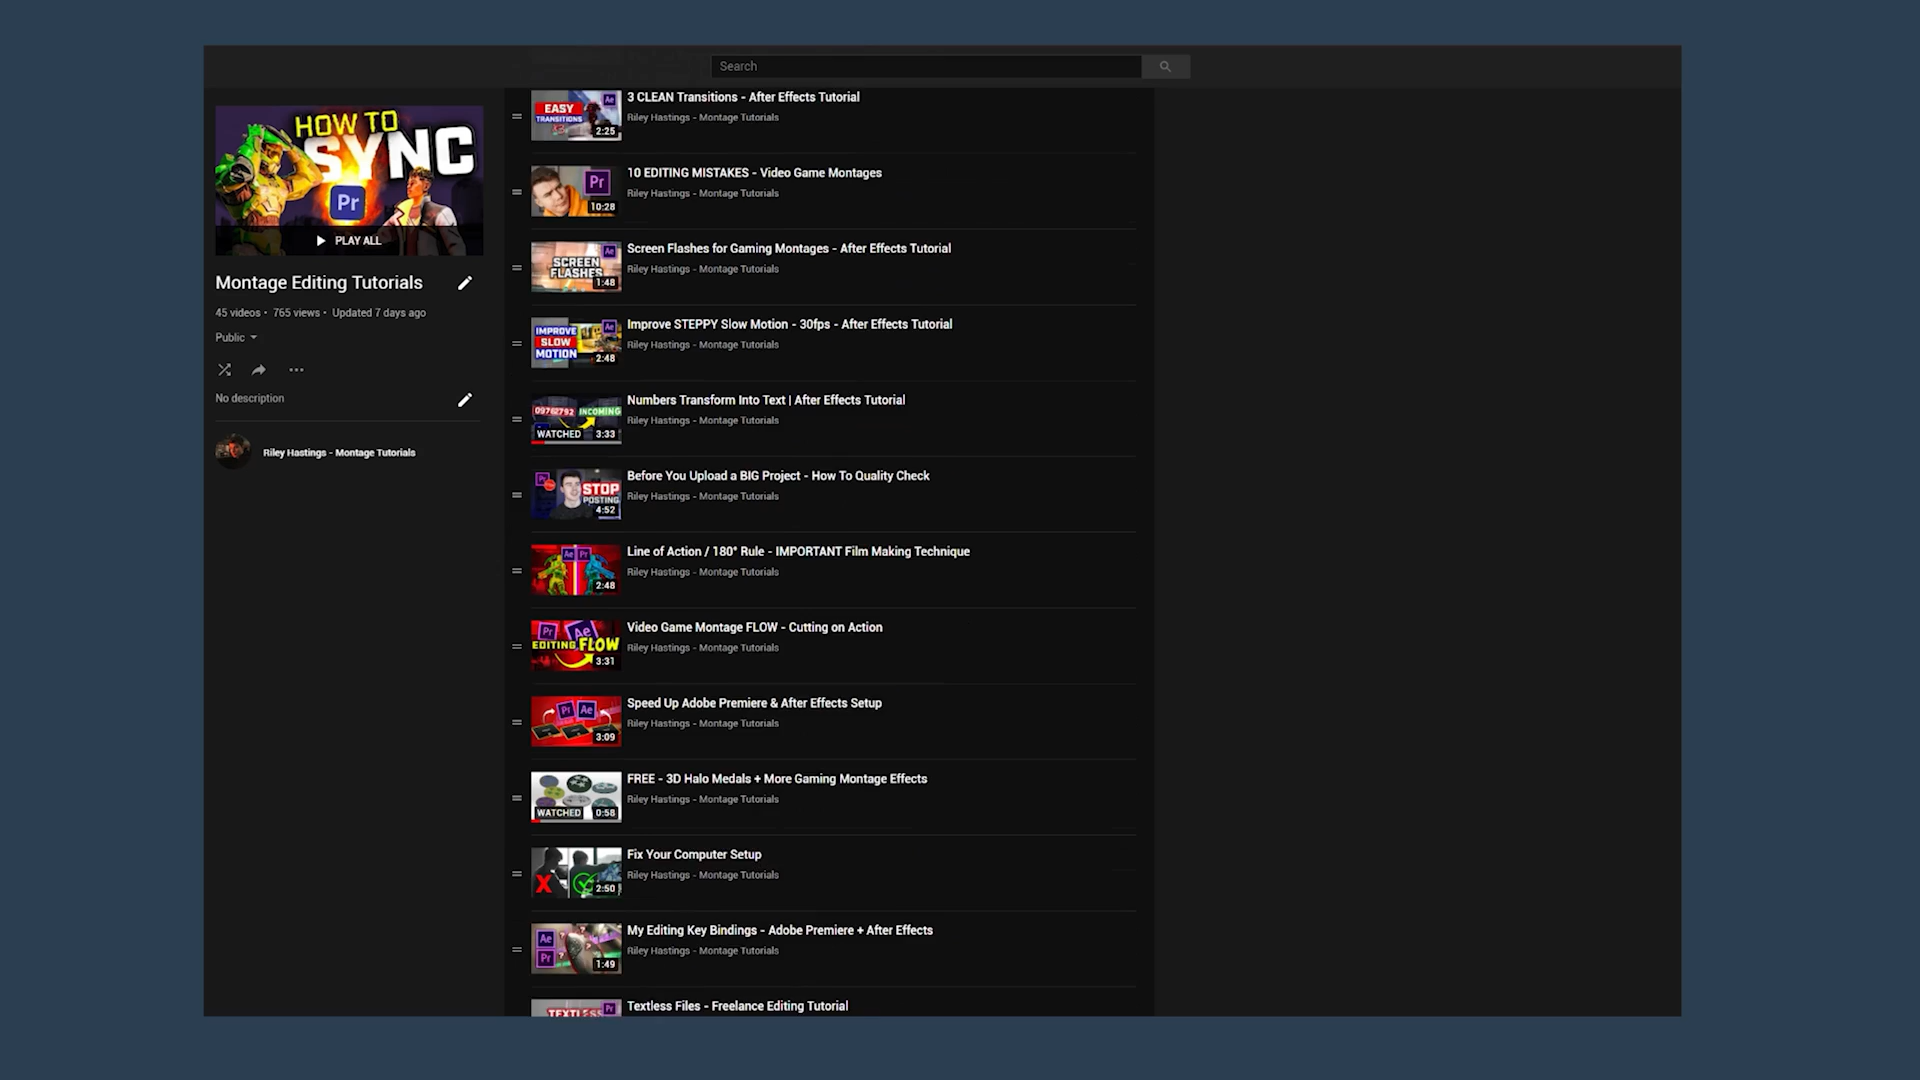 Search
HOW TO
SYNC
Pr
PLAY ALL
Montage Editing Tutorials
45 videos • 765 views • Updated 7 days ago
Public
No description
Riley Hastings - Montage Tutorials
EASY
TRANSITIONS
Ae
2:25
3 CLEAN Transitions - After Effects Tutorial
Riley Hastings - Montage Tutorials
Pr
10:28
10 EDITING MISTAKES - Video Game Montages
Riley Hastings - Montage Tutorials
Ae
SCREEN
FLASHES
1:48
Screen Flashes for Gaming Montages - After Effects Tutorial
Riley Hastings - Montage Tutorials
Ae
IMPROVE
SLOW
MOTION
2:48
Improve STEPPY Slow Motion - 30fps - After Effects Tutorial
Riley Hastings - Montage Tutorials
09762792 INCOMING
WATCHED 3:33
Numbers Transform Into Text | After Effects Tutorial
Riley Hastings - Montage Tutorials
Pr
STOP
POSTING
4:52
Before You Upload a BIG Project - How To Quality Check
Riley Hastings - Montage Tutorials
Ae Pr
2:48
Line of Action / 180° Rule - IMPORTANT Film Making Technique
Riley Hastings - Montage Tutorials
Pr Ae
EDITING FLOW
3:31
Video Game Montage FLOW - Cutting on Action
Riley Hastings - Montage Tutorials
Pr Ae
3:09
Speed Up Adobe Premiere & After Effects Setup
Riley Hastings - Montage Tutorials
WATCHED 0:58
FREE - 3D Halo Medals + More Gaming Montage Effects
Riley Hastings - Montage Tutorials
X
2:50
Fix Your Computer Setup
Riley Hastings - Montage Tutorials
Ae
Pr
?
1:49
My Editing Key Bindings - Adobe Premiere + After Effects
Riley Hastings - Montage Tutorials
Pr
TEXTLESS
Textless Files - Freelance Editing Tutorial